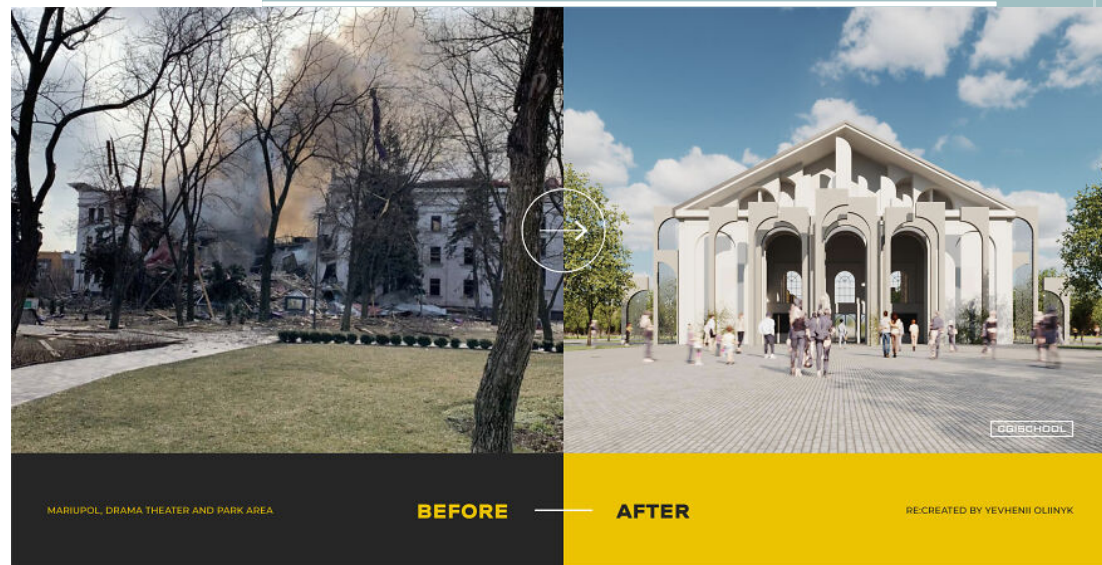 CGISCHOOL
MARIUPOL, DRAMA THEATER AND PARK AREA
BEFORE
AFTER
RE:CREATED BY YEVHENII OLIINYK